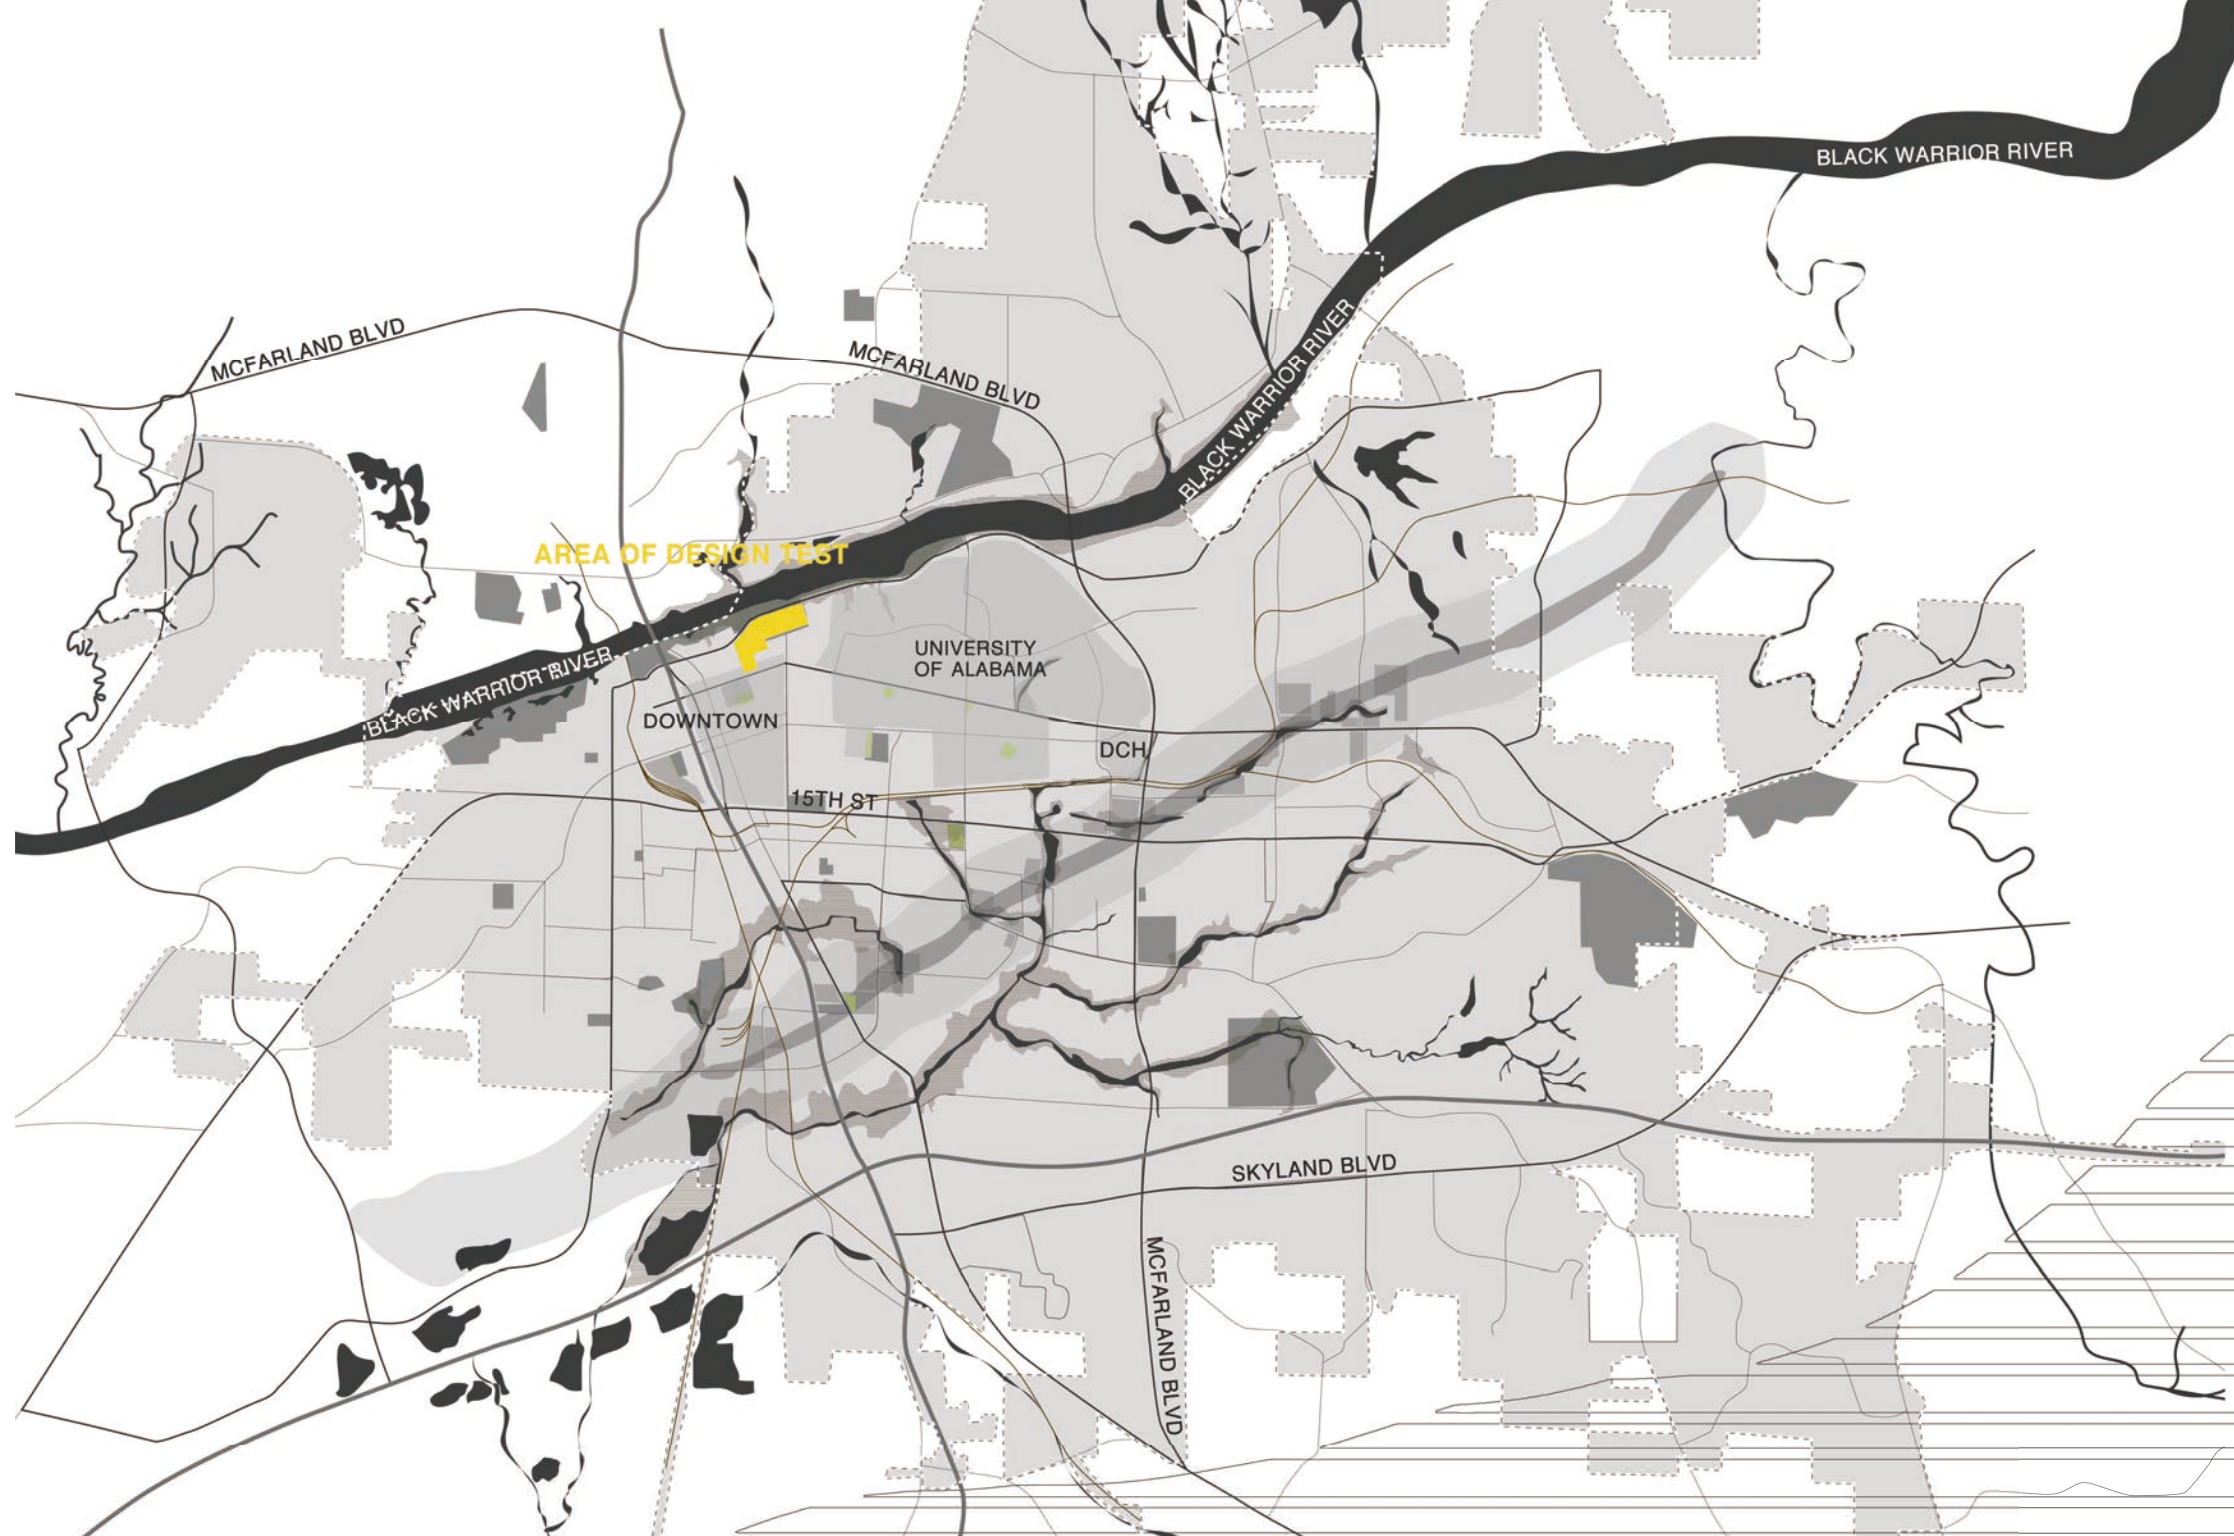 BLACK WARRIOR RIVER
MCFARLAND BLVD
MCFARLAND BLVD
BLACK WARRIOR RIVER
AREA OF DESIGN TEST
UNIVERSITY
OF ALABAMA
BLACK WARRIOR RIVER
DOWNTOWN
DCH
15TH ST
SKYLAND BLVD
MCFARLAND BLVD